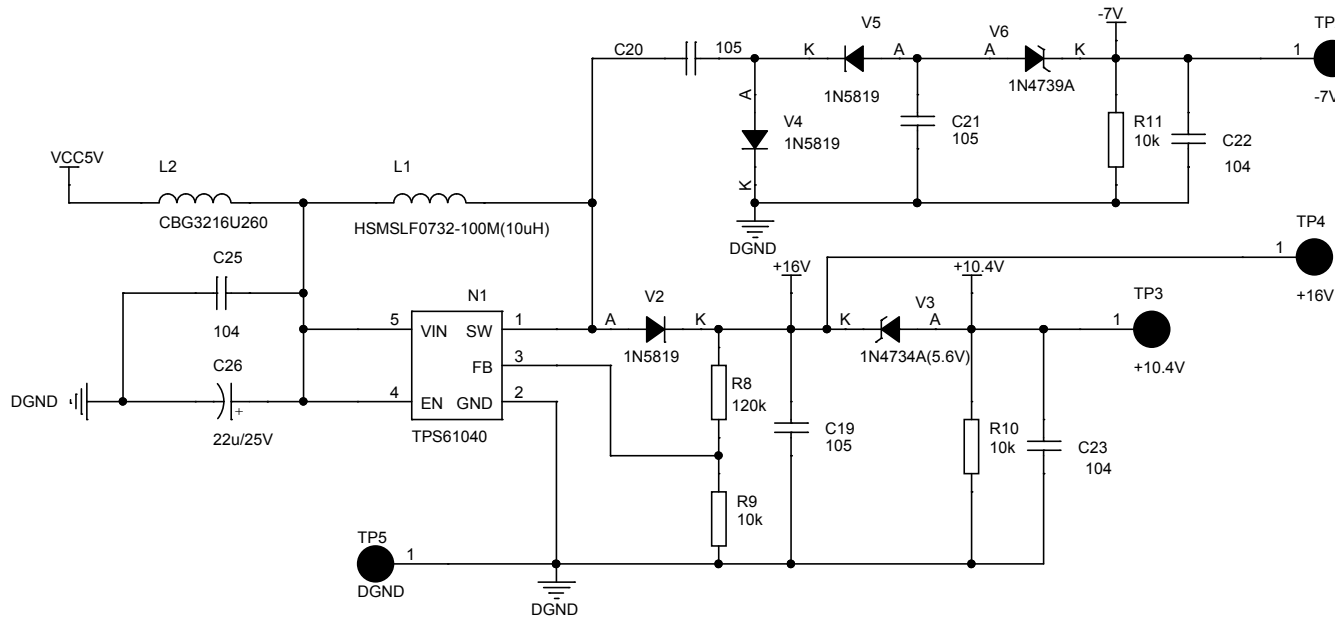 C20
105
K
V5
A
1N5819
A
V6
K
1N4739A
-7V
1
TP
-7V
A
V4
1N5819
K
DGND
C21
105
R11
10k
C22
104
VCC5V
L2
CBG3216U260
L1
HSMSLF0732-100M(10uH)
C25
104
DGND
C26
+
22u/25V
N1
5
VIN
SW
1
FB
3
4
EN
GND
2
TPS61040
A
V2
K
1N5819
+16V
K
V3
A
1N4734A(5.6V)
+10.4V
1
TP4
+16V
TP3
1
+10.4V
R8
120k
R9
10k
C19
105
R10
10k
C23
104
TP5
1
DGND
DGND